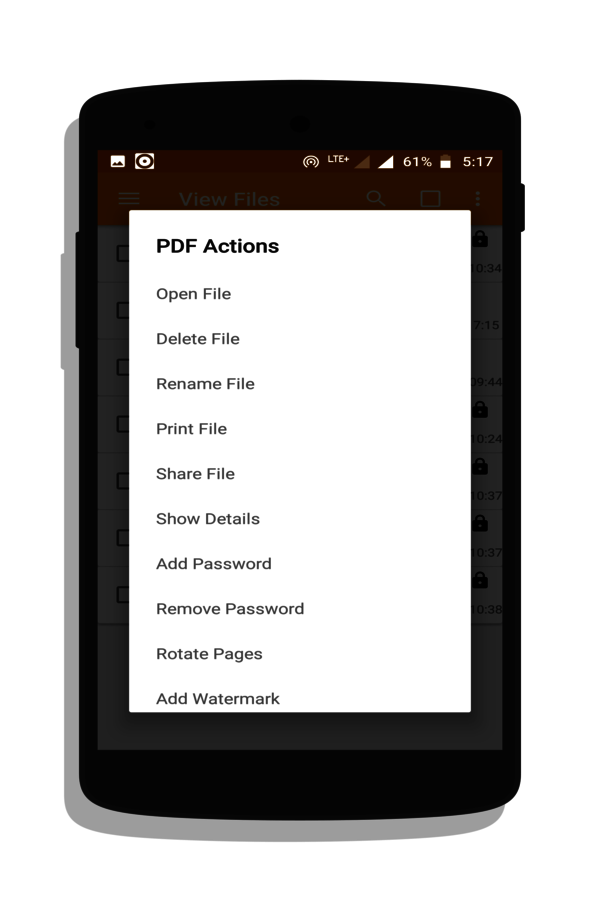 LTE+ 61% 5:17
View Files
PDF Actions
Open File
Delete File
Rename File
Print File
Share File
Show Details
Add Password
Remove Password
Rotate Pages
Add Watermark
10:34
7:15
09:44
10:24
10:37
10:37
10:38